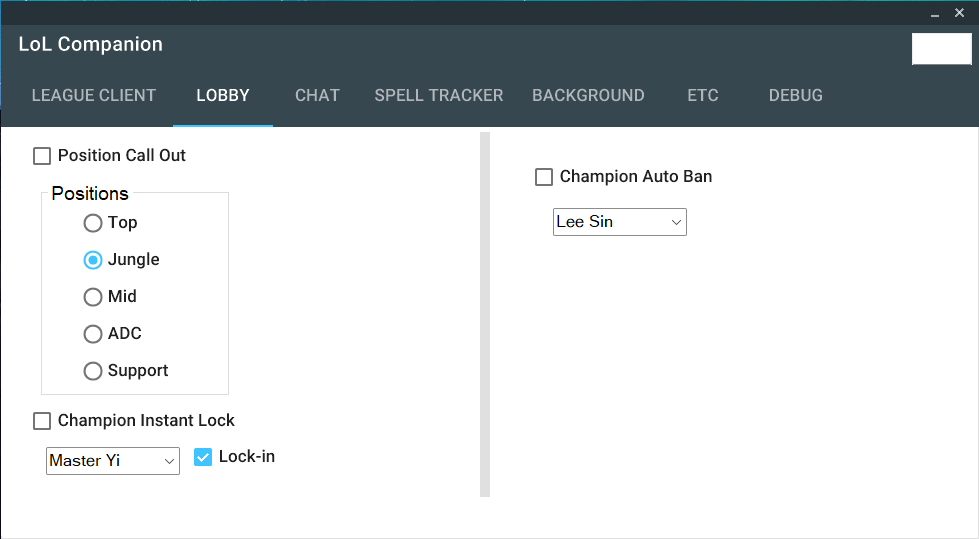 LoL Companion
LEAGUE CLIENT LOBBY CHAT SPELL TRACKER BACKGROUND ETC DEBUG
Position Call Out
Positions
Top
Jungle
Mid
ADC
Support
Champion Instant Lock
Master Yi Lock-in
Champion Auto Ban
Lee Sin